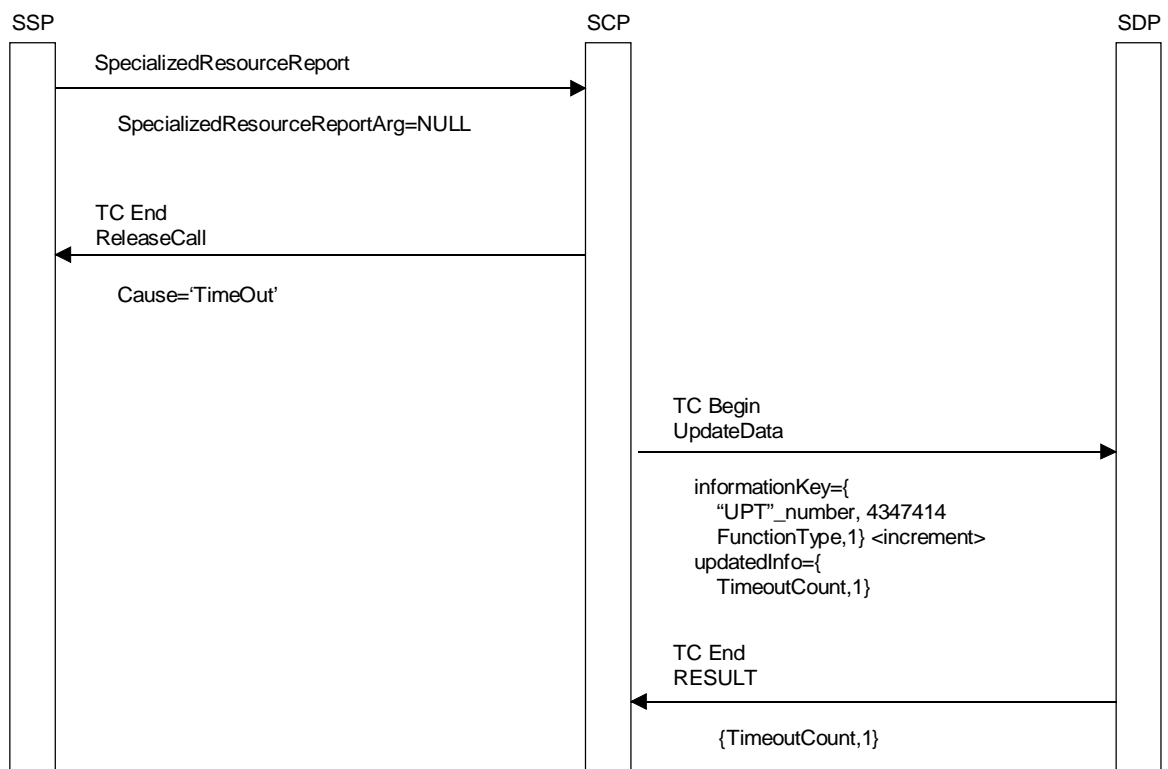 SSP
SCP
SDP
SpecializedResourceReport
SpecializedResourceReportArg=NULL
TC End
ReleaseCall
Cause=‘TimeOut’
TC Begin
UpdateData
informationKey={
“UPT”_number, 4347414
FunctionType,1} <increment>
updatedInfo={
TimeoutCount,1}
TC End
RESULT
{TimeoutCount,1}